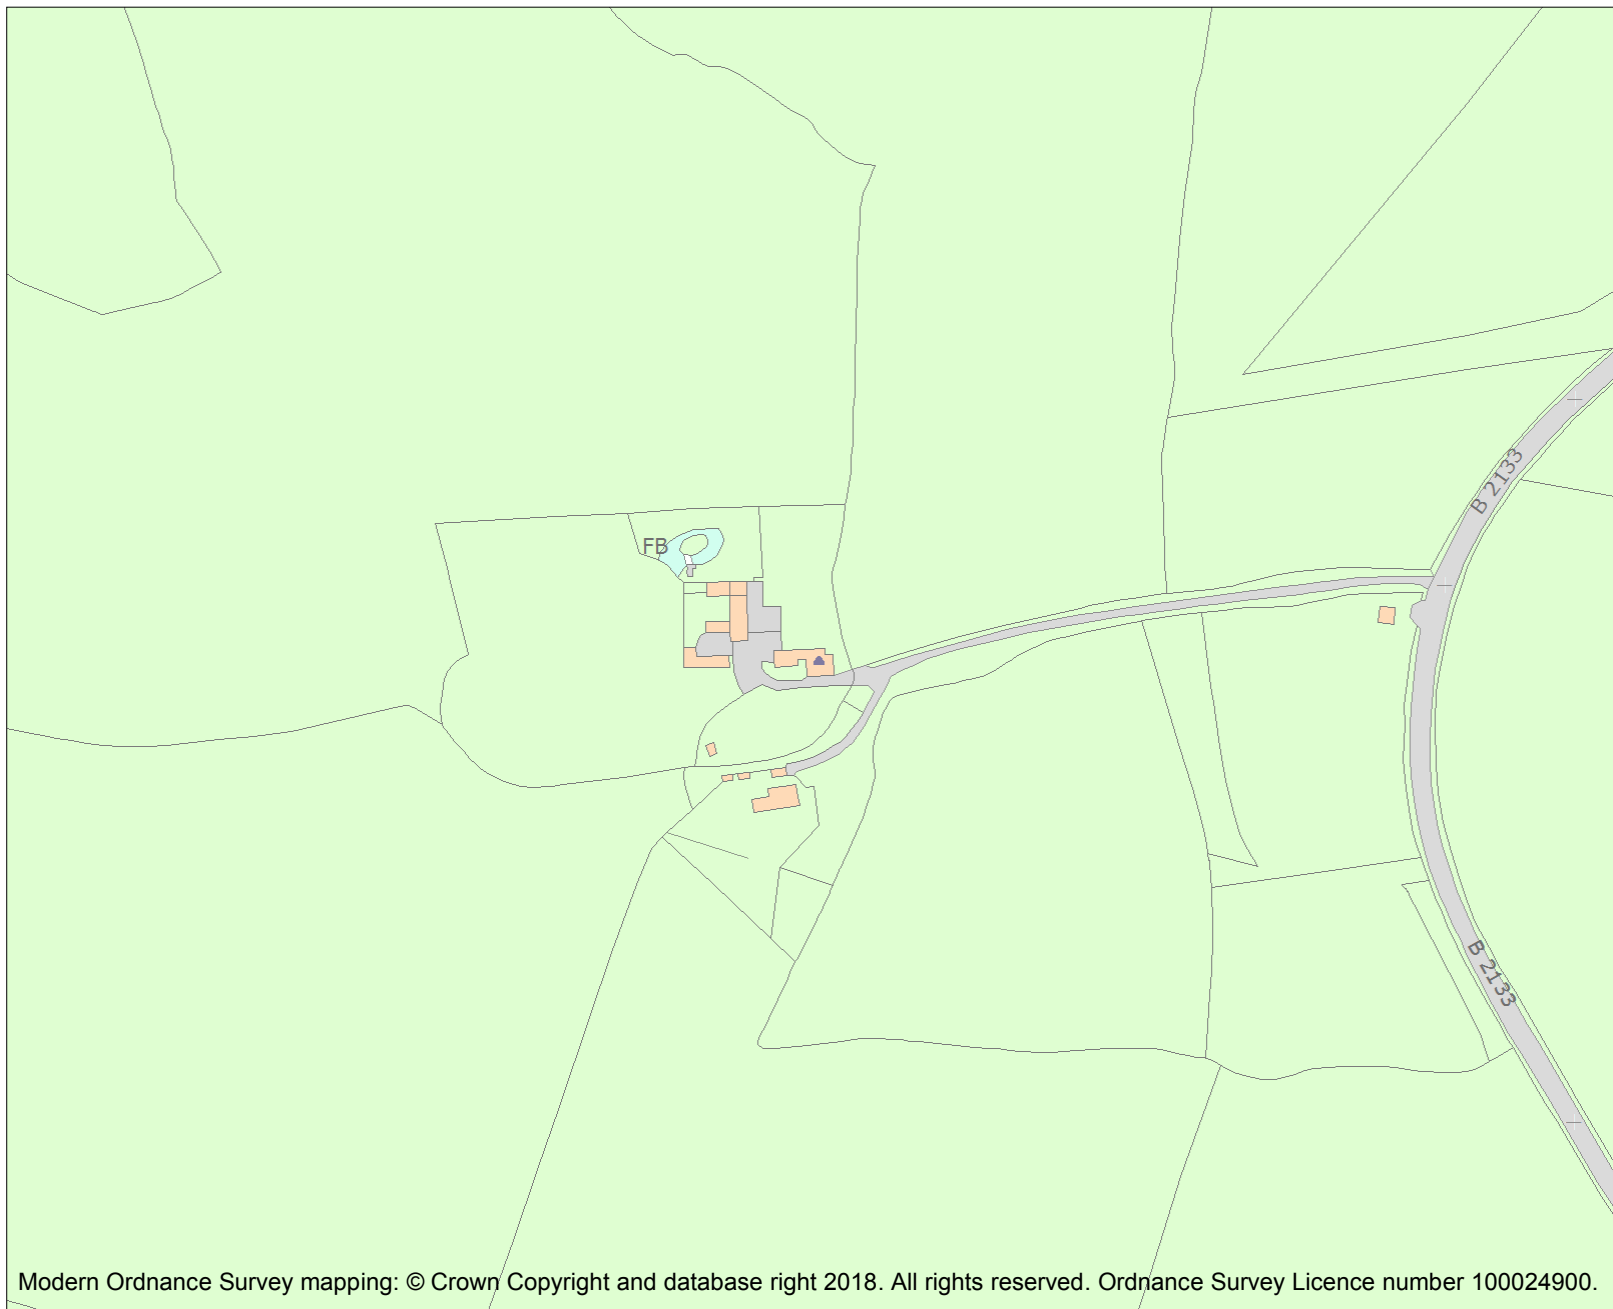 B 2133
FB
B 2133
Modern Ordnance Survey mapping: © Crown Copyright and database right 2018. All rights reserved. Ordnance Survey Licence number 100024900.